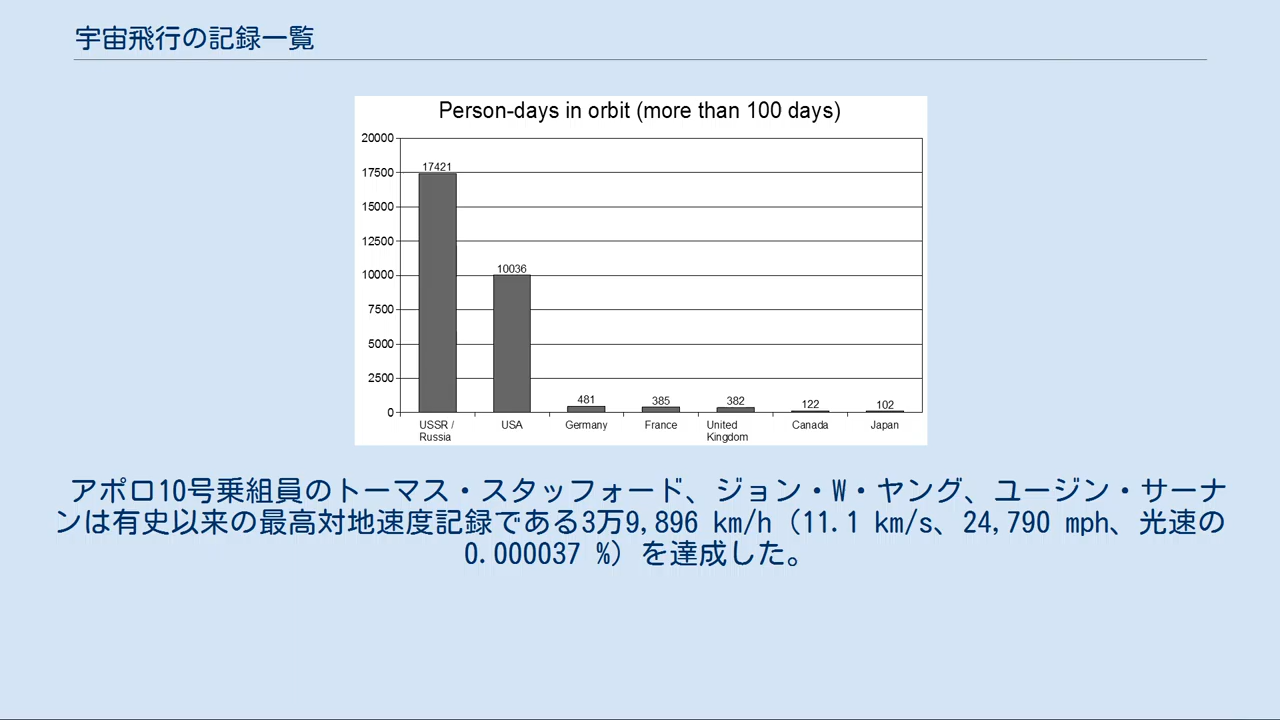 宇宙飛行の記録一覧
Person-days in orbit (more than 100 days)
20000
17500
15000
12500
10000
7500
5000
2500
0
17421
10036
481
385
382
122
102
USSR /
Russia
USA
Germany
France
United
Kingdom
Canada
Japan
アポロ10号乗組員のトーマス・スタッフォード、ジョン・W・ヤング、ユージン・サーナ
ンは有史以来の最高対地速度記録である3万9,896 km/h（11.1 km/s、24,790 mph、光速の
0.000037 %）を達成した。